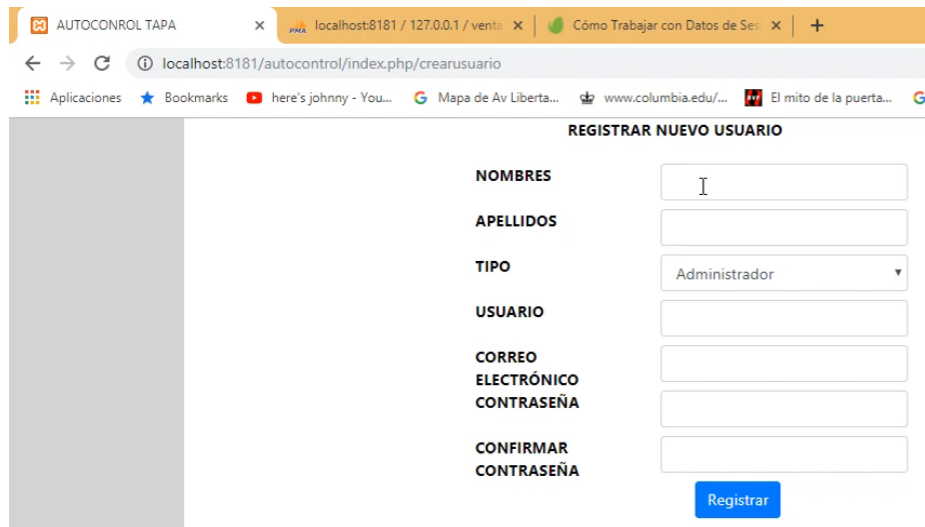 AUTOCONROL TAPA
localhost:8181 / 127.0.0.1 / venta
Cómo Trabajar con Datos de Ses
localhost:8181/autocontrol/index.php/crearusuario
Aplicaciones Bookmarks here's johnny - You... Mapa de Av Liberta... www.columbia.edu/... El mito de la puerta...
REGISTRAR NUEVO USUARIO
NOMBRES
APELLIDOS
TIPO Administrador
USUARIO
CORREO
ELECTRÓNICO
CONTRASEÑA
CONFIRMAR
CONTRASEÑA
Registrar